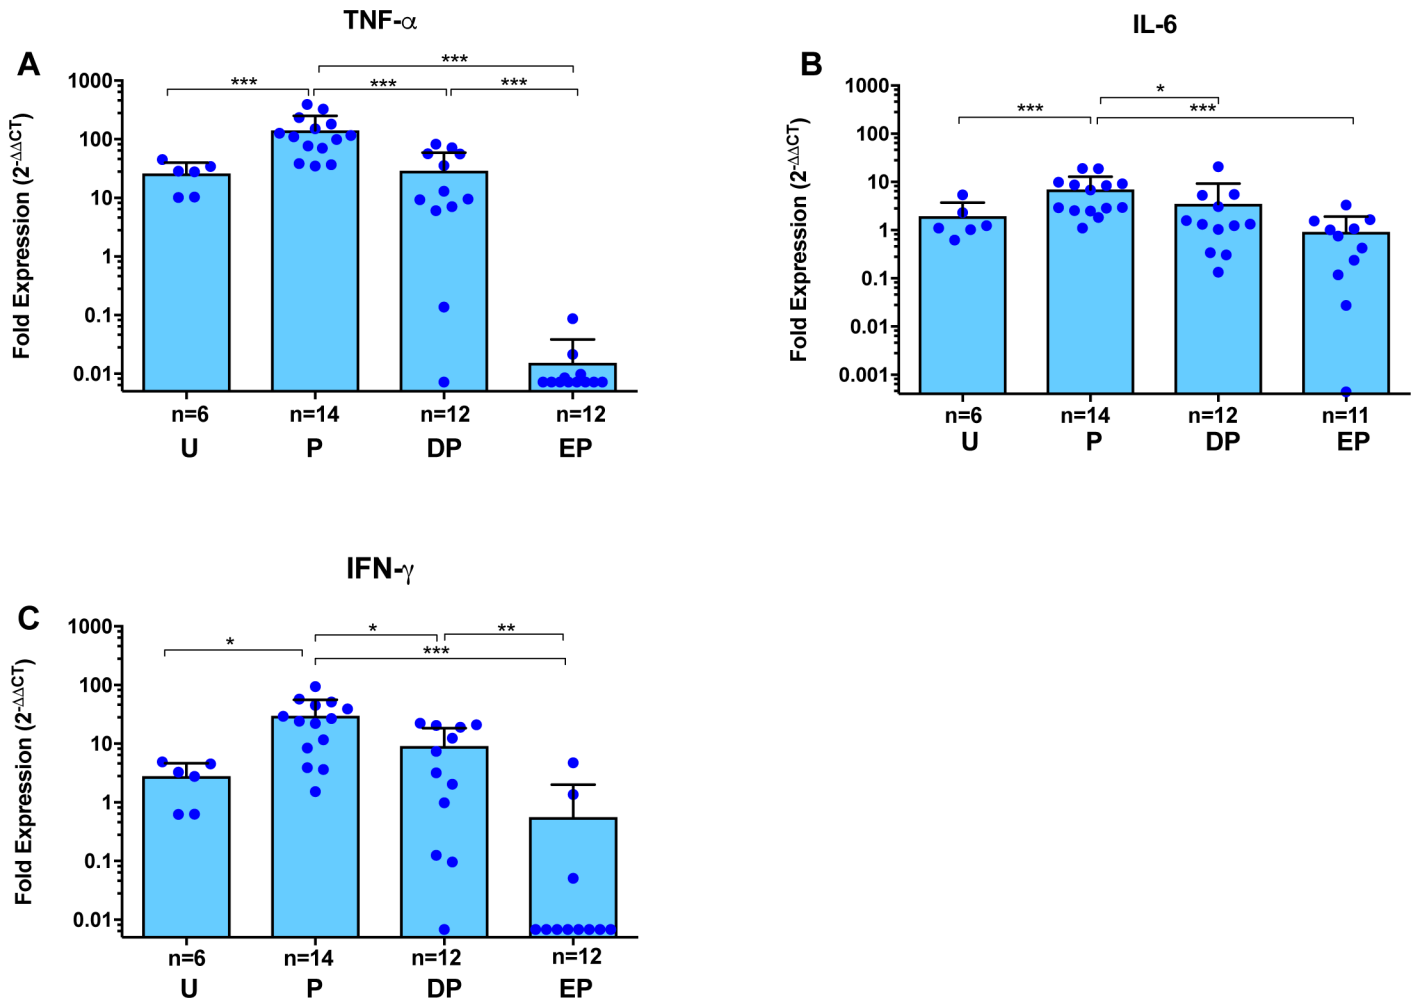 TNF-α
A
Fold Expression (2-ΔΔCT)
1000
100
10
1
0.1
0.01
***
***
***
***
n=6
n=14
n=12
n=12
U
P
DP
EP
IL-6
B
Fold Expression (2-ΔΔCT)
1000
100
10
1
0.1
0.01
0.001
*
***
***
n=6
n=14
n=12
n=11
U
P
DP
EP
IFN-γ
C
Fold Expression (2-ΔΔCT)
1000
100
10
1
0.1
0.01
*
*
**
***
n=6
n=14
n=12
n=12
U
P
DP
EP